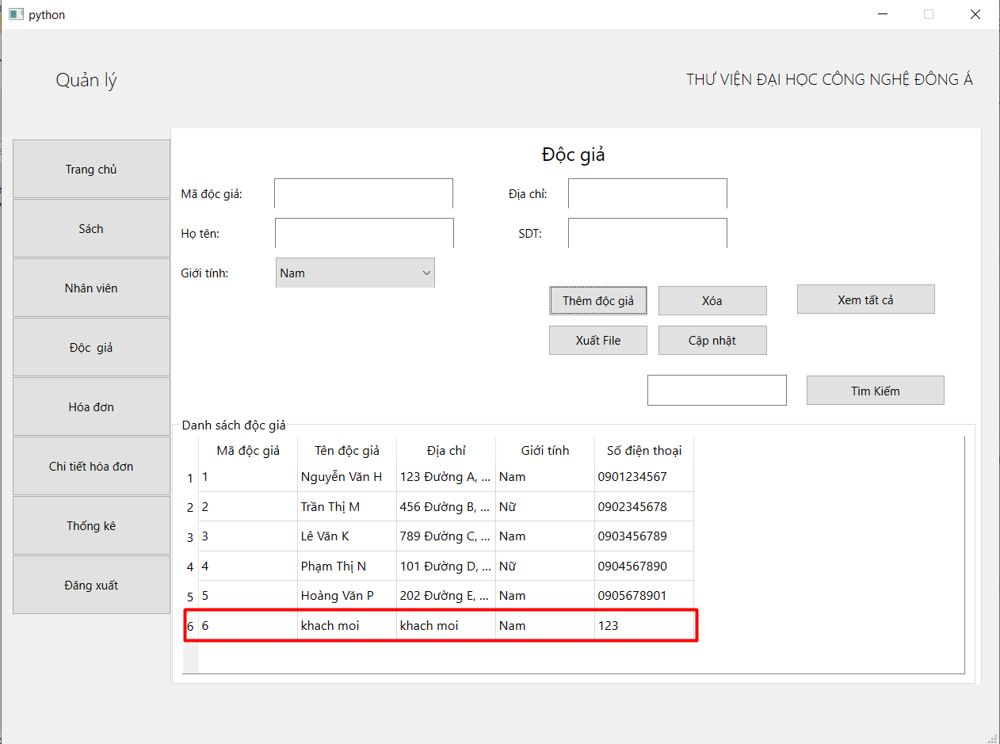 python
Quản lý
THƯ VIỆN ĐẠI HỌC CÔNG NGHỆ ĐÔNG Á
Trang chủ
Sách
Nhân viên
Độc  giả
Hóa đơn
Chi tiết hóa đơn
Thống kê
Đăng xuất
Độc giả
Mã độc giả:
Địa chỉ:
Họ tên:
SDT:
Giới tính:
Nam
Thêm độc giả
Xóa
Xem tất cả
Xuất File
Cập nhật
Tìm Kiếm
Danh sách độc giả
Mã độc giả Tên độc giả Địa chỉ Giới tính Số điện thoại
1 1 Nguyễn Văn H 123 Đường A, ... Nam 0901234567
2 2 Trần Thị M 456 Đường B, ... Nữ 0902345678
3 3 Lê Văn K 789 Đường C, ... Nam 0903456789
4 4 Phạm Thị N 101 Đường D, ... Nữ 0904567890
5 5 Hoàng Văn P 202 Đường E, ... Nam 0905678901
6 6 khach moi khach moi Nam 123